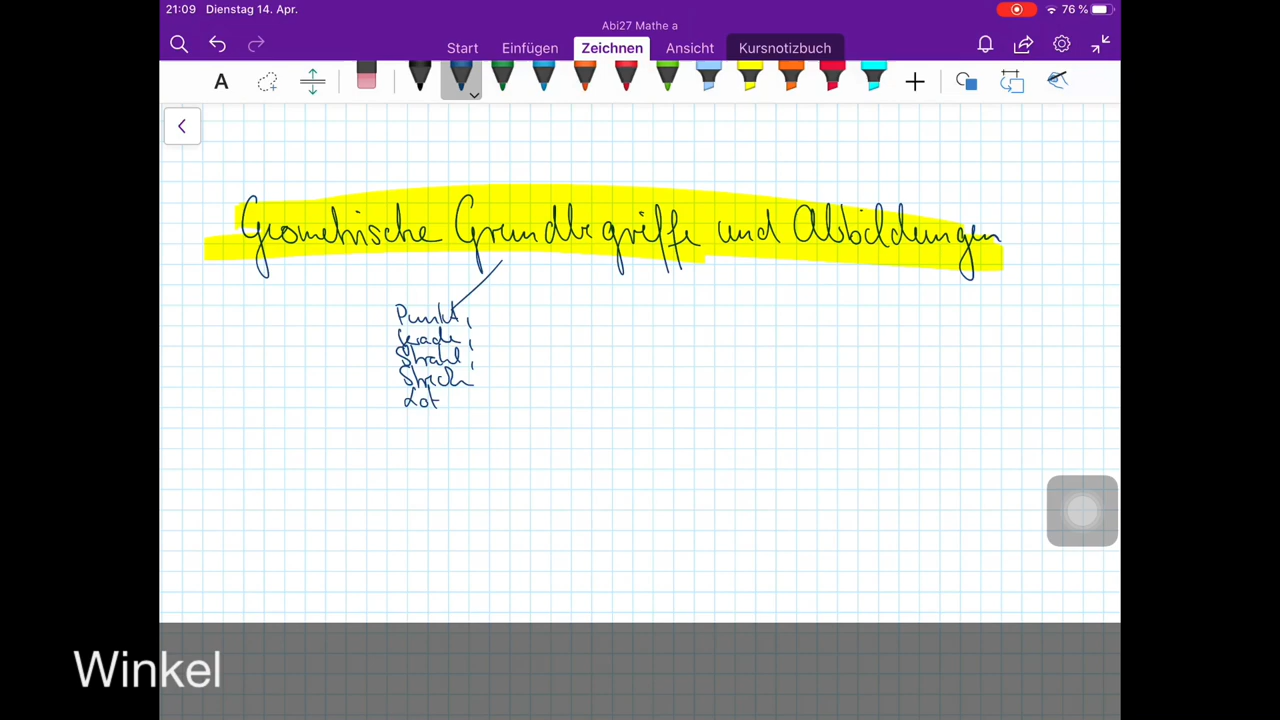 21:09 Dienstag 14. Apr.
76 %
Abi27 Mathe a
Start Einfügen Zeichnen Ansicht Kursnotizbuch
A
Geometrische Grundbegriffe und Abbildungen
Punkt,
Gerade,
Strahl,
Strecke
Lot
Winkel